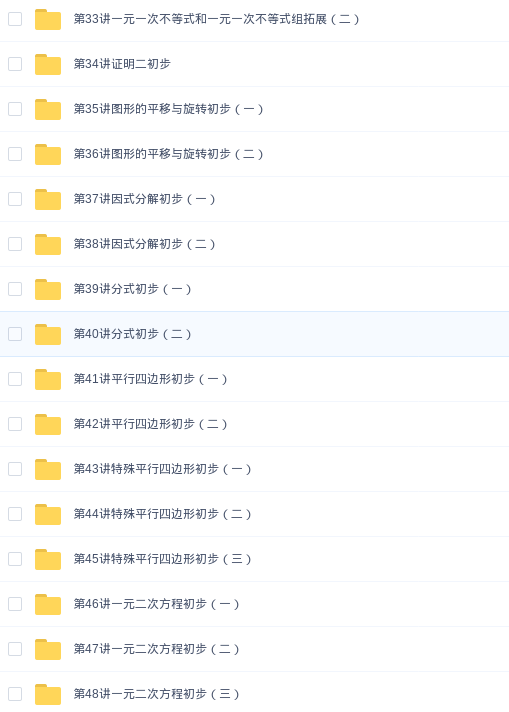 第33讲一元一次不等式和一元一次不等式组拓展（二）
第34讲证明二初步
第35讲图形的平移与旋转初步（一）
第36讲图形的平移与旋转初步（二）
第37讲因式分解初步（一）
第38讲因式分解初步（二）
第39讲分式初步（一）
第40讲分式初步（二）
第41讲平行四边形初步（一）
第42讲平行四边形初步（二）
第43讲特殊平行四边形初步（一）
第44讲特殊平行四边形初步（二）
第45讲特殊平行四边形初步（三）
第46讲一元二次方程初步（一）
第47讲一元二次方程初步（二）
第48讲一元二次方程初步（三）